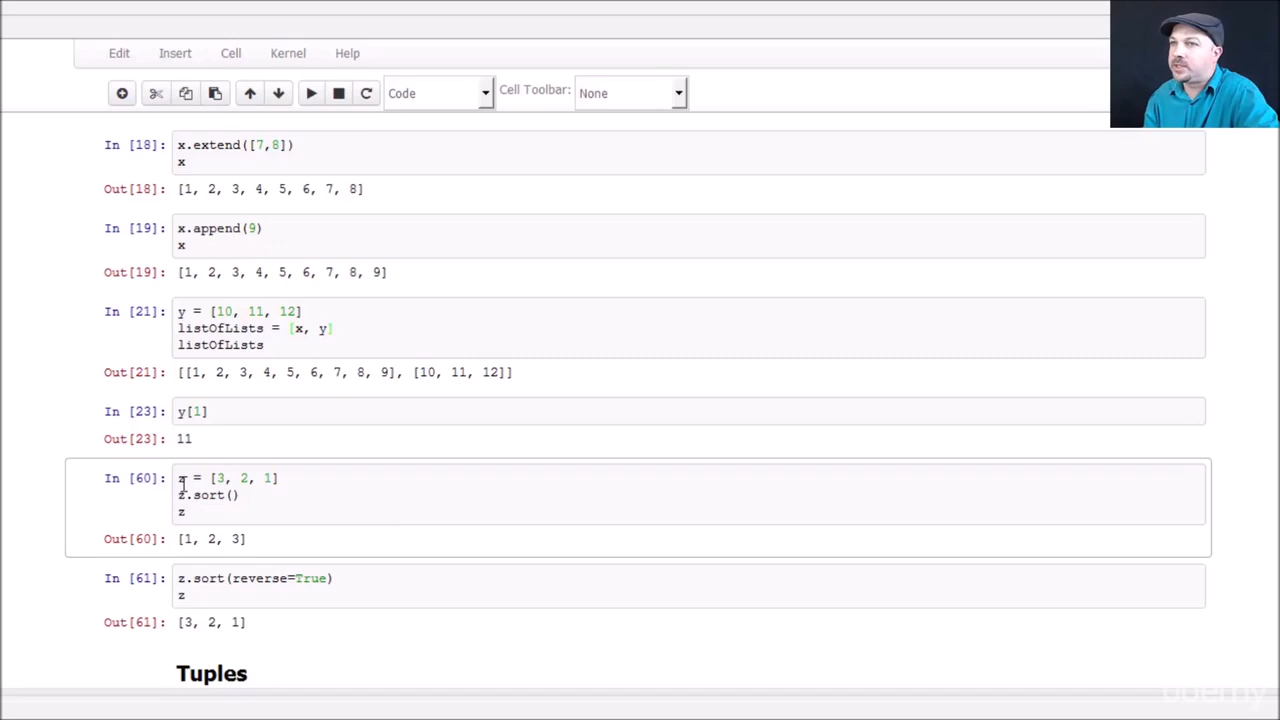 Edit Insert Cell Kernel Help
Code Cell Toolbar: None
In [18]: x.extend([7,8])
x
Out[18]: [1, 2, 3, 4, 5, 6, 7, 8]
In [19]: x.append(9)
x
Out[19]: [1, 2, 3, 4, 5, 6, 7, 8, 9]
In [21]: y = [10, 11, 12]
listOfLists = [x, y]
listOfLists
Out[21]: [[1, 2, 3, 4, 5, 6, 7, 8, 9], [10, 11, 12]]
In [23]: y[1]
Out[23]: 11
In [60]: z = [3, 2, 1]
z.sort()
z
Out[60]: [1, 2, 3]
In [61]: z.sort(reverse=True)
z
Out[61]: [3, 2, 1]
Tuples
udemy